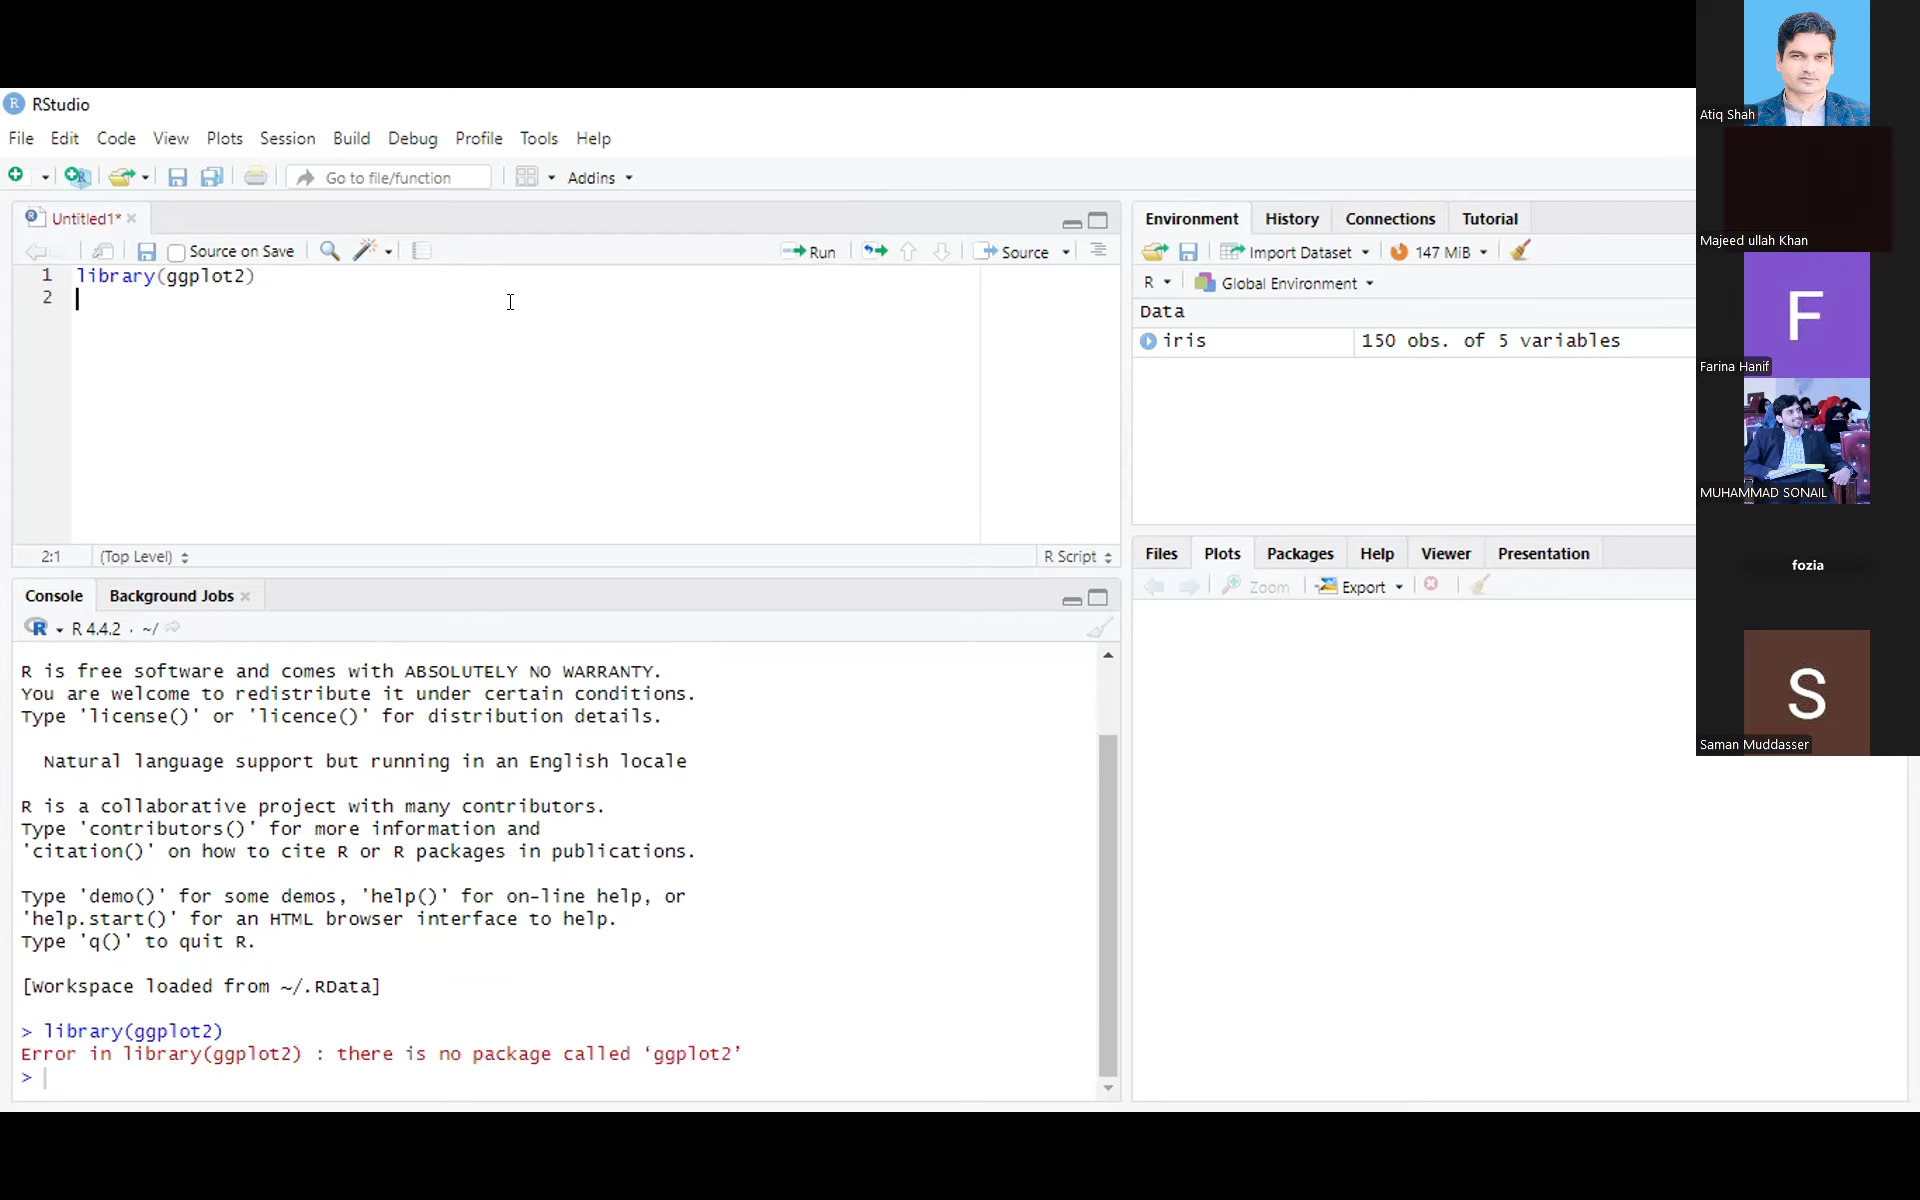 RStudio
File Edit Code View Plots Session Build Debug Tools Profile Help
Go to file/function Addins
Untitled1*
Source on Save Run Source
1 library(ggplot2)
2
2:1 (Top Level) R Script
Console Background Jobs
R 4.4.2 · ~/
R is free software and comes with ABSOLUTELY NO WARRANTY.
You are welcome to redistribute it under certain conditions.
Type 'license()' or 'licence()' for distribution details.
Natural language support but running in an English locale
R is a collaborative project with many contributors.
Type 'contributors()' for more information and
'citation()' on how to cite R or R packages in publications.
Type 'demo()' for some demos, 'help()' for on-line help, or
'help.start()' for an HTML browser interface to help.
Type 'q()' to quit R.
[Workspace loaded from ~/.RData]
> library(ggplot2)
Error in library(ggplot2) : there is no package called ‘ggplot2’
>
Environment History Connections Tutorial
Import Dataset 147 MiB
R Global Environment
Data
iris 150 obs. of 5 variables
Files Plots Packages Help Viewer Presentation
Zoom Export
Atiq Shah
Majeed ullah Khan
F
Farina Hanif
MUHAMMAD SONAIL
fozia
S
Saman Muddasser